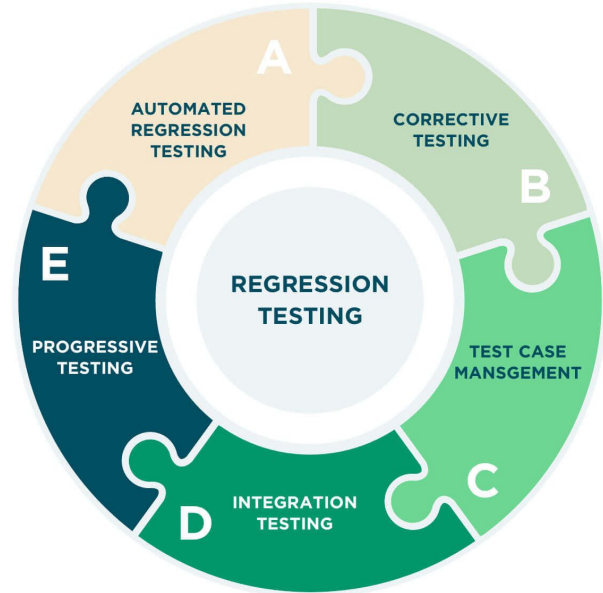 A
AUTOMATED
REGRESSION
TESTING
CORRECTIVE
TESTING
B
TEST CASE
MANSGEMENT
C
INTEGRATION
TESTING
D
E
PROGRESSIVE
TESTING
REGRESSION
TESTING